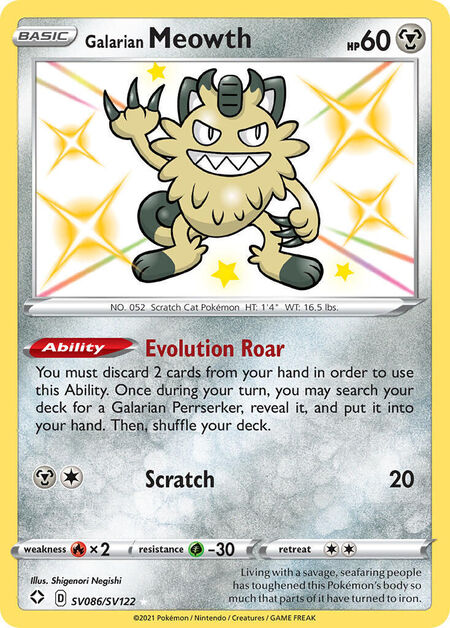 BASIC Galarian Meowth HP 60
NO. 052 Scratch Cat Pokémon HT: 1'4" WT: 16.5 lbs.
Ability Evolution Roar
You must discard 2 cards from your hand in order to use
this Ability. Once during your turn, you may search your
deck for a Galarian Perrserker, reveal it, and put it into
your hand. Then, shuffle your deck.
Scratch 20
weakness ×2 resistance -30 retreat
Illus. Shigenori Negishi
Living with a savage, seafaring people
has toughened this Pokémon's body so
much that parts of it have turned to iron.
D SV086/SV122
©2021 Pokémon / Nintendo / Creatures / GAME FREAK